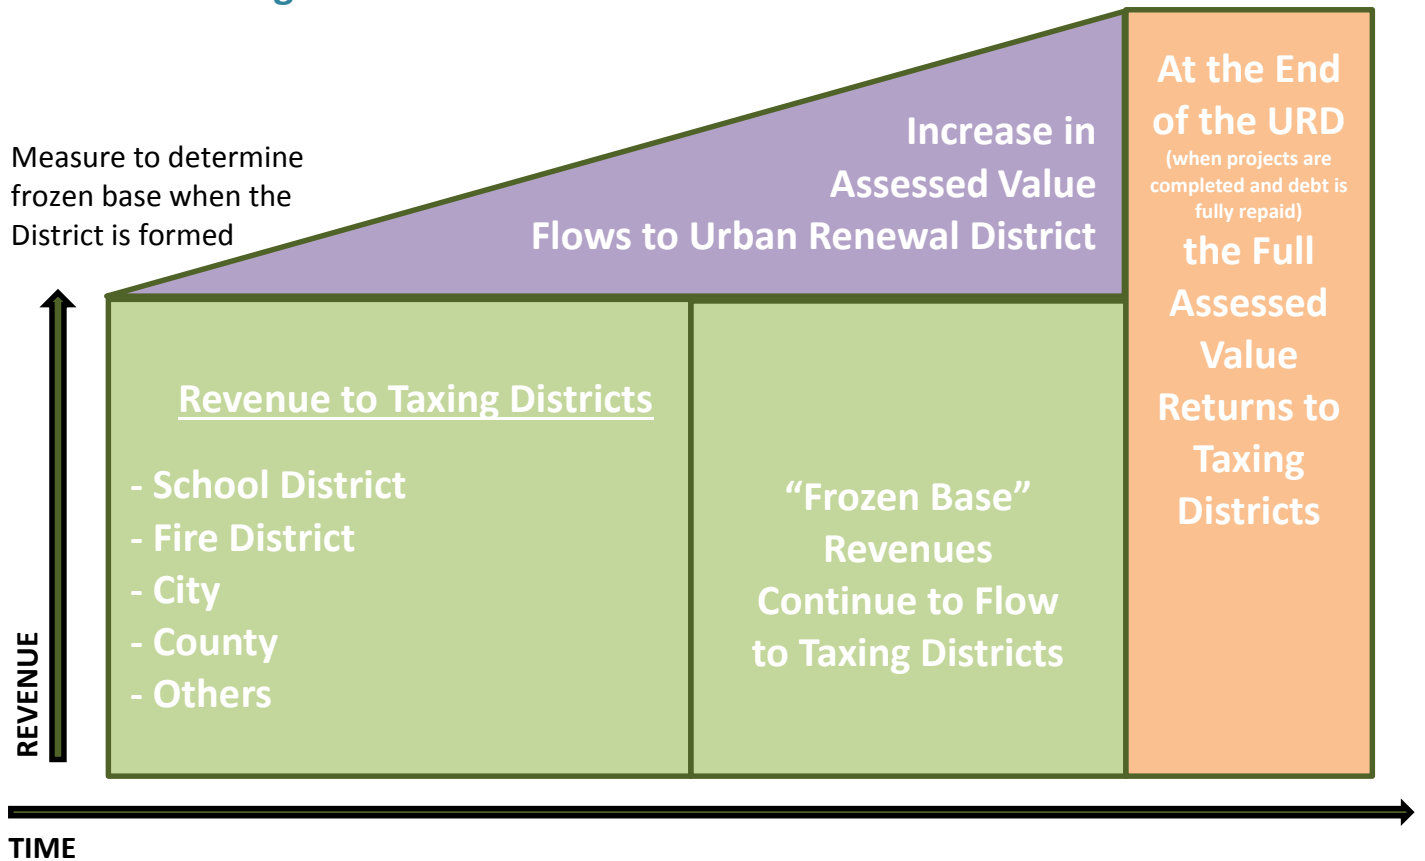 Measure to determine
frozen base when the
District is formed
Increase in
Assessed Value
Flows to Urban Renewal District
At the End
of the URD
(when projects are
completed and debt is
fully repaid)
the Full
Assessed
Value
Returns to
Taxing
Districts
Revenue to Taxing Districts
- School District
- Fire District
- City
- County
- Others
“Frozen Base”
Revenues
Continue to Flow
to Taxing Districts
REVENUE
TIME